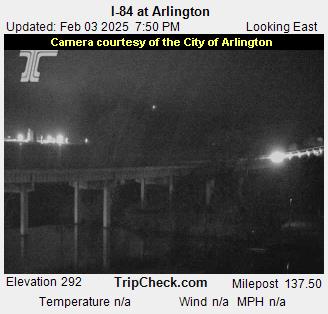 I-84 at Arlington
Updated: Feb 03 2025 7:50 PM Looking East
Camera courtesy of the City of Arlington
Elevation 292 TripCheck.com Milepost 137.50
Temperature n/a Wind n/a MPH n/a